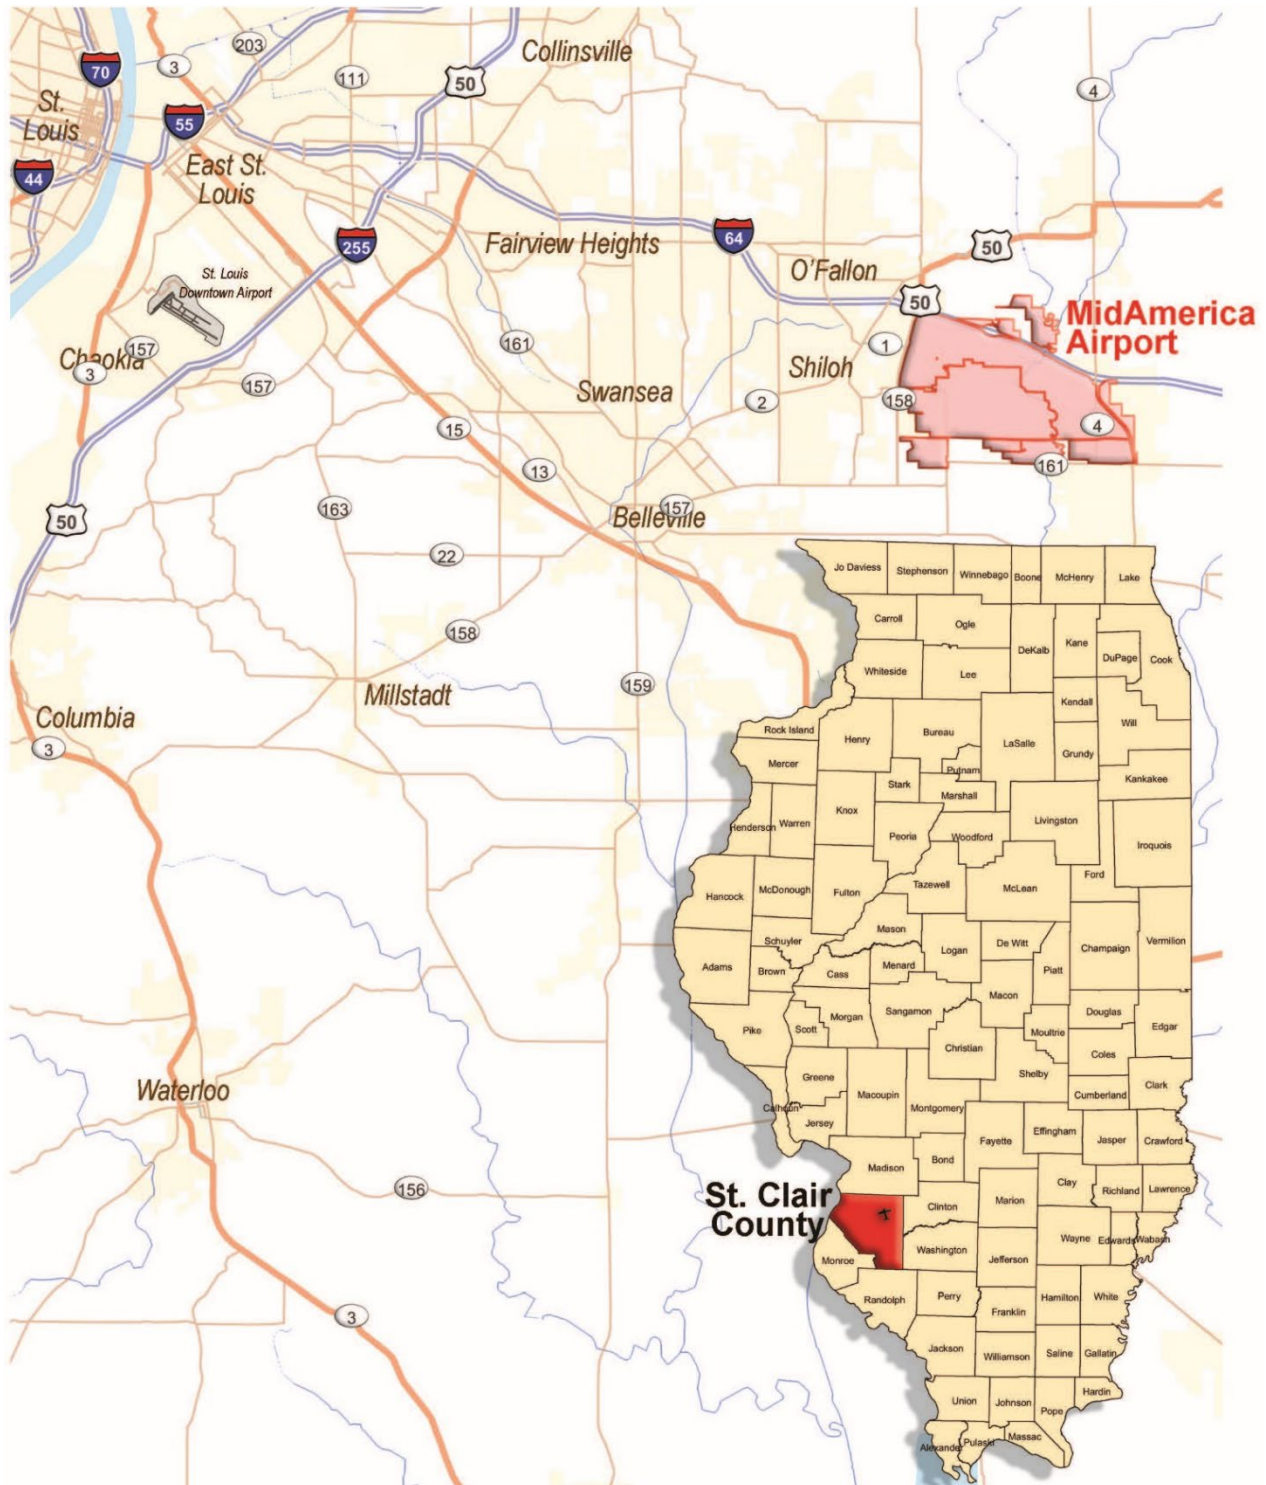 203
Collinsville
70
3
111
50
4
St.
Louis
55
East St.
Louis
44
255
Fairview Heights
64
50
O'Fallon
St. Louis
Downtown Airport
50
MidAmerica
Airport
157
161
1
Chaokia
3
157
Shiloh
Swansea
2
158
15
4
13
161
50
163
157
Belleville
22
158
159
Millstadt
Columbia
3
Waterloo
156
3
Jo Daviess
Stephenson
Winnebago
Boone
McHenry
Lake
Carroll
Ogle
DeKalb
Kane
DuPage
Cook
Whiteside
Lee
Kendall
Rock Island
Henry
Bureau
LaSalle
Will
Grundy
Mercer
Putnam
Stark
Marshall
Kankakee
Henderson
Warren
Knox
Peoria
Woodford
Livingston
Iroquois
Hancock
McDonough
Fulton
Tazewell
McLean
Ford
Schuyler
Mason
Logan
De Witt
Champaign
Vermilion
Adams
Brown
Cass
Menard
Piatt
Macon
Pike
Scott
Morgan
Sangamon
Christian
Moultrie
Douglas
Edgar
Coles
Greene
Macoupin
Shelby
Cumberland
Clark
Calhoun
Jersey
Montgomery
Fayette
Effingham
Jasper
Crawford
Madison
Bond
Clay
Richland
Lawrence
St. Clair
County
Clinton
Marion
Wayne
Edwards
Wabash
Monroe
Washington
Jefferson
Randolph
Perry
Hamilton
White
Franklin
Jackson
Williamson
Saline
Gallatin
Union
Johnson
Pope
Hardin
Alexander
Pulaski
Massac